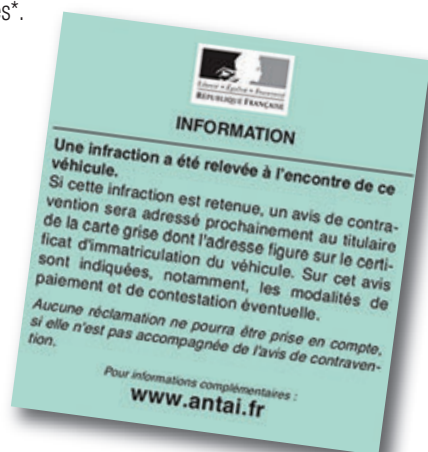 es*.
Liberté • Égalité • Fraternité
RÉPUBLIQUE FRANÇAISE
INFORMATION
Une infraction a été relevée à l'encontre de ce
véhicule.
Si cette infraction est retenue, un avis de contra-
vention sera adressé prochainement au titulaire
de la carte grise dont l'adresse figure sur le certi-
ficat d'immatriculation du véhicule. Sur cet avis
sont indiquées, notamment, les modalités de
paiement et de contestation éventuelle.
Aucune réclamation ne pourra être prise en compte,
si elle n'est pas accompagnée de l'avis de contraven-
tion.
Pour informations complémentaires :
www.antai.fr